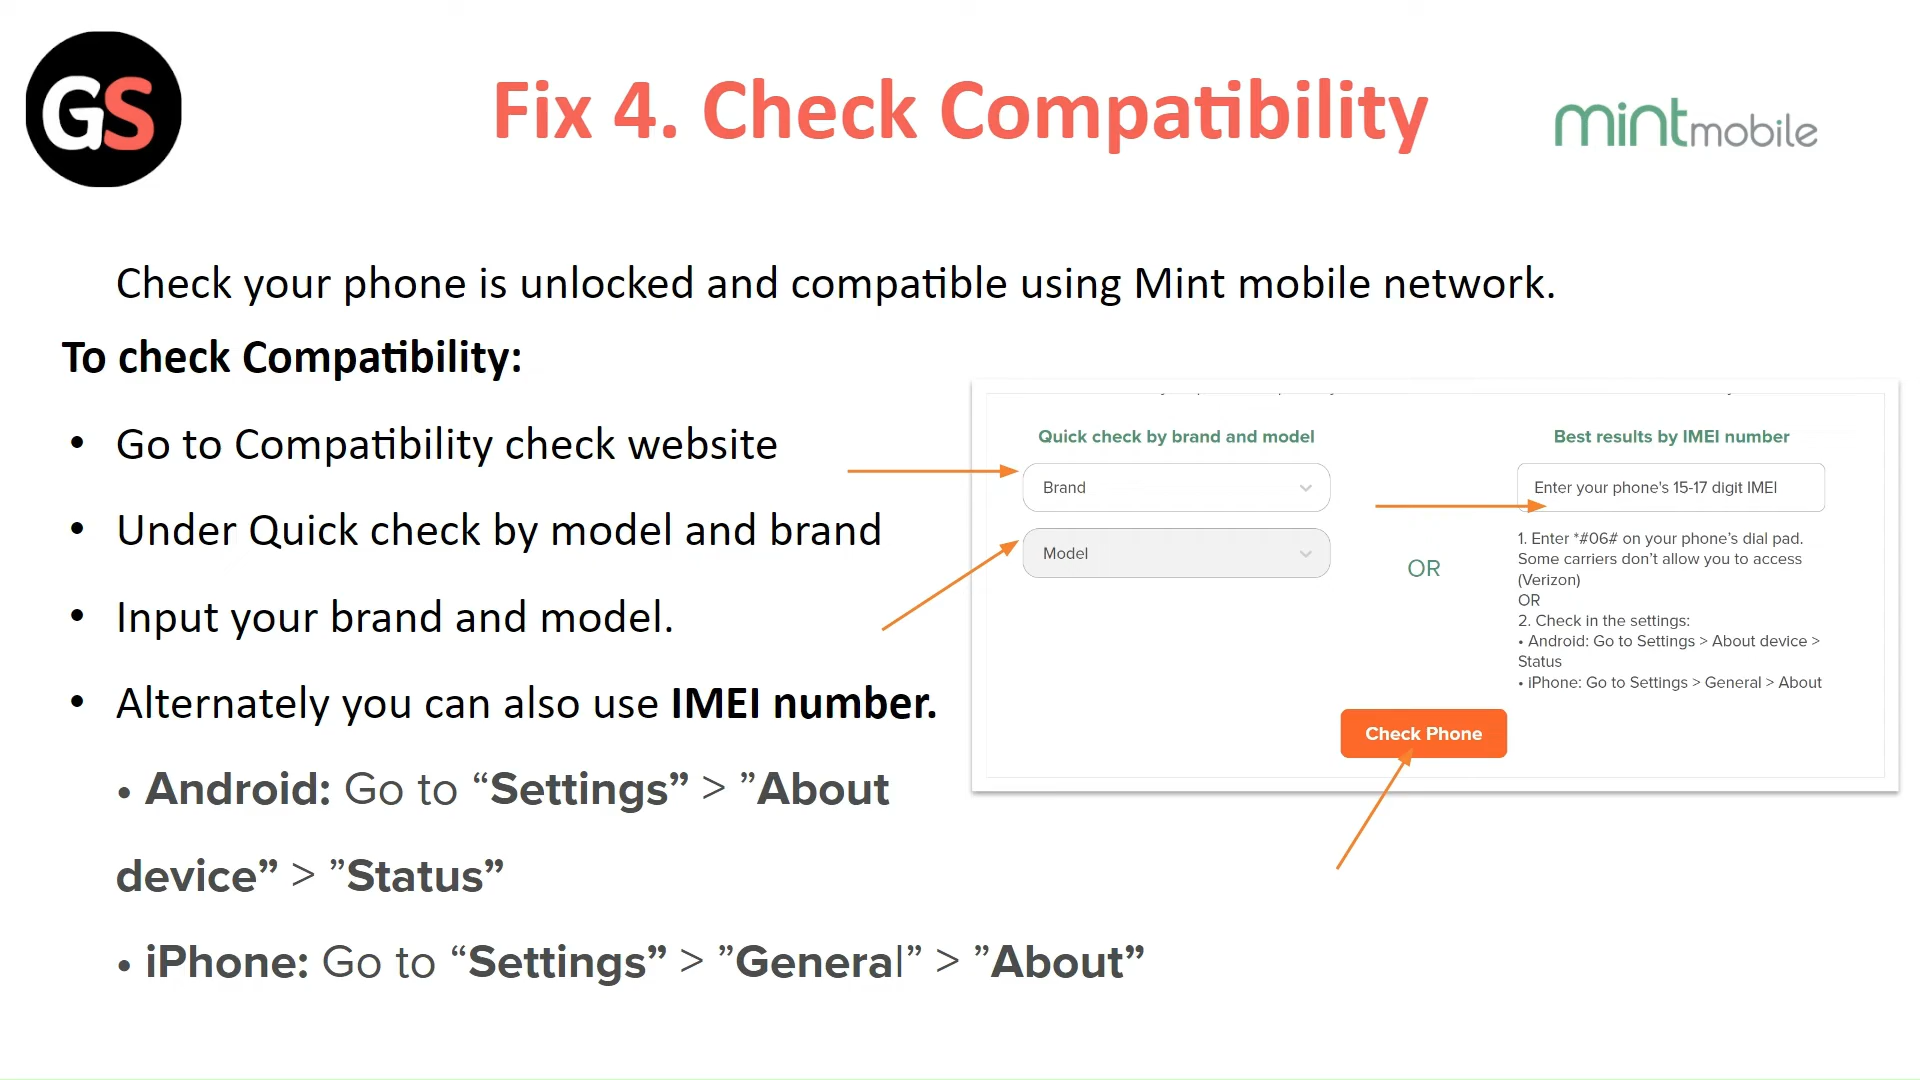 GS
Fix 4. Check Compatibility
mintmobile
Check your phone is unlocked and compatible using Mint mobile network.
To check Compatibility:
• Go to Compatibility check website
• Under Quick check by model and brand
• Input your brand and model.
• Alternately you can also use IMEI number.
• Android: Go to “Settings” > ”About
device” > ”Status”
• iPhone: Go to “Settings” > ”General” > ”About”
Quick check by brand and model
Brand
Model
OR
Best results by IMEI number
Enter your phone's 15-17 digit IMEI
1. Enter *#06# on your phone’s dial pad.
Some carriers don’t allow you to access
(Verizon)
OR
2. Check in the settings:
• Android: Go to Settings > About device >
Status
• iPhone: Go to Settings > General > About
Check Phone